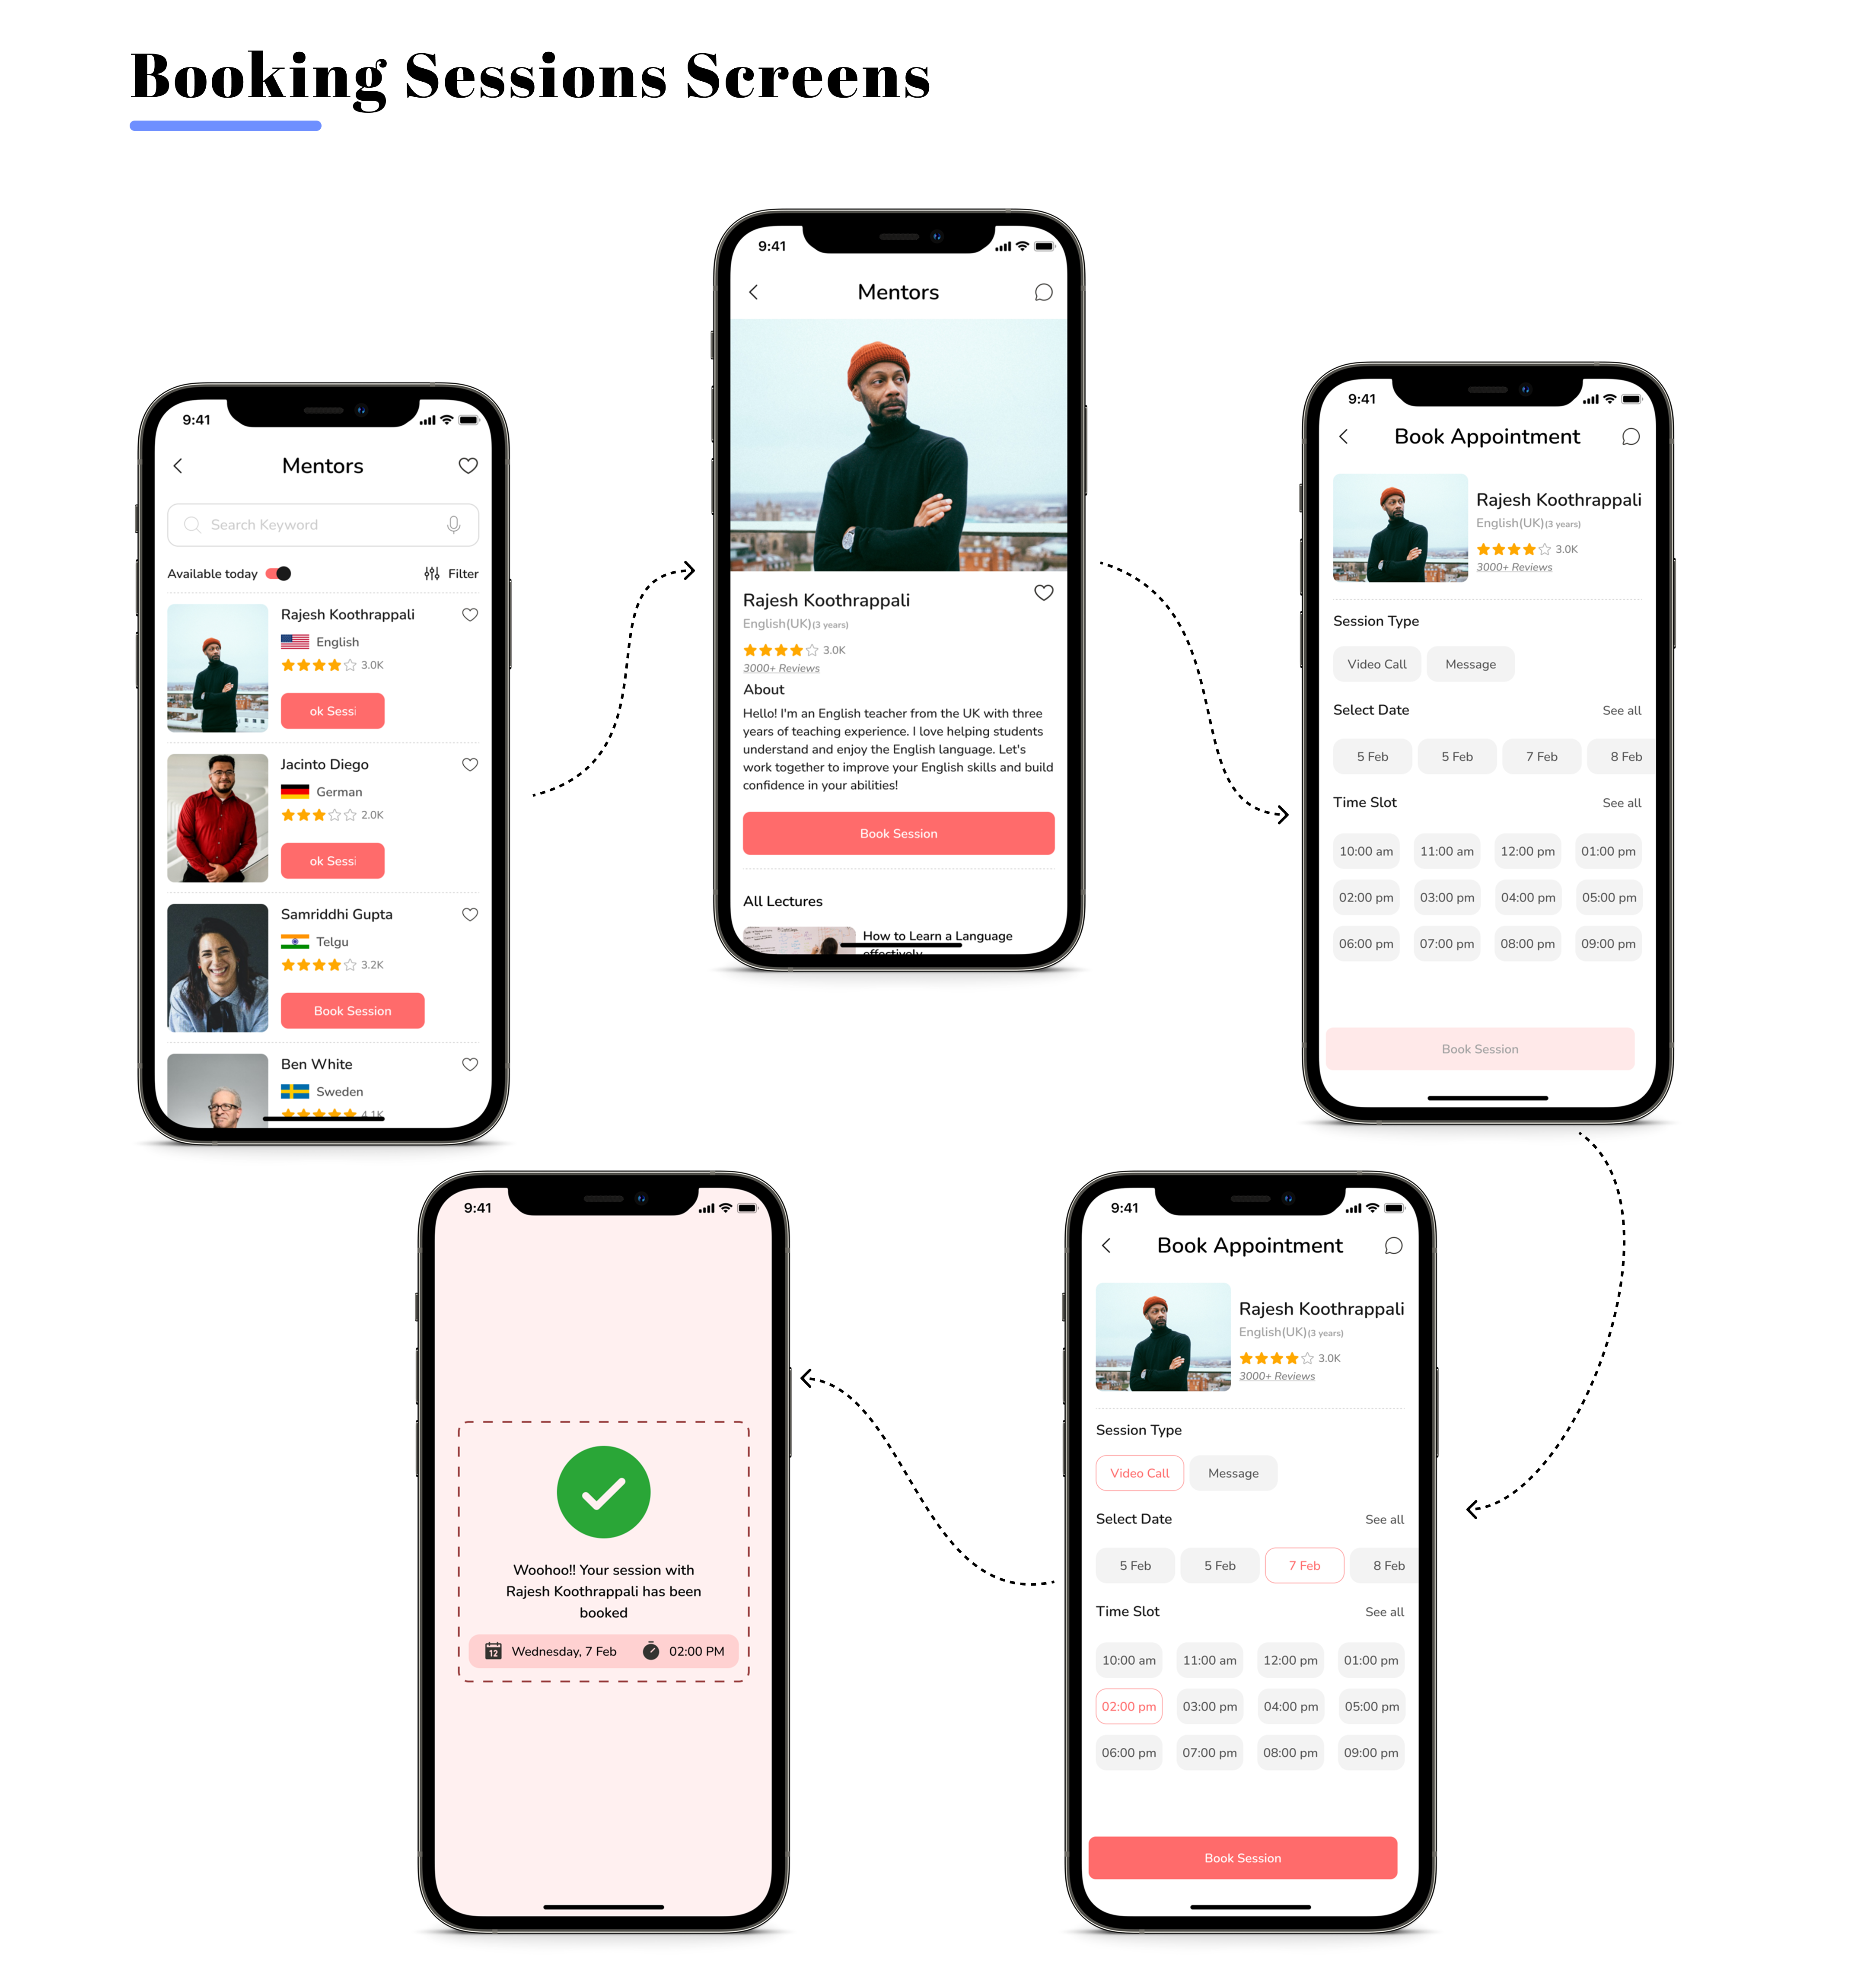 Booking Sessions Screens
9:41
Mentors
Search Keyword
Available today
Filter
Rajesh Koothrappali
English
3.0K
ok Sessi
Jacinto Diego
German
2.0K
ok Sessi
Samriddhi Gupta
Telgu
3.2K
Book Session
Ben White
Sweden
4.1K
9:41
Mentors
Rajesh Koothrappali
English(UK)(3 years)
3.0K
3000+ Reviews
About
Hello! I'm an English teacher from the UK with three
years of teaching experience. I love helping students
understand and enjoy the English language. Let's
work together to improve your English skills and build
confidence in your abilities!
Book Session
All Lectures
How to Learn a Language
effectively
9:41
Book Appointment
Rajesh Koothrappali
English(UK)(3 years)
3.0K
3000+ Reviews
Session Type
Video Call Message
Select Date See all
5 Feb 5 Feb 7 Feb 8 Feb
Time Slot See all
10:00 am 11:00 am 12:00 pm 01:00 pm
02:00 pm 03:00 pm 04:00 pm 05:00 pm
06:00 pm 07:00 pm 08:00 pm 09:00 pm
Book Session
9:41
Book Appointment
Rajesh Koothrappali
English(UK)(3 years)
3.0K
3000+ Reviews
Session Type
Video Call Message
Select Date See all
5 Feb 5 Feb 7 Feb 8 Feb
Time Slot See all
10:00 am 11:00 am 12:00 pm 01:00 pm
02:00 pm 03:00 pm 04:00 pm 05:00 pm
06:00 pm 07:00 pm 08:00 pm 09:00 pm
Book Session
9:41
Woohoo!! Your session with
Rajesh Koothrappali has been
booked
12 Wednesday, 7 Feb 02:00 PM